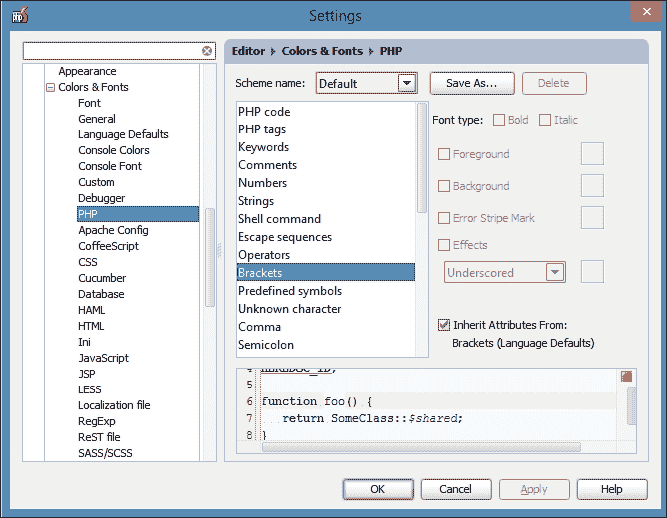 Settings
Appearance
Colors & Fonts
Font
General
Language Defaults
Console Colors
Console Font
Custom
Debugger
PHP
Apache Config
CoffeeScript
CSS
Cucumber
Database
HAML
HTML
Ini
JavaScript
JSP
LESS
Localization file
RegExp
ReST file
SASS/SCSS
Editor Colors & Fonts PHP
Scheme name: Default Save As... Delete
PHP code
PHP tags
Keywords
Comments
Numbers
Strings
Shell command
Escape sequences
Operators
Brackets
Predefined symbols
Unknown character
Comma
Semicolon
Font type: Bold Italic
Foreground
Background
Error Stripe Mark
Effects
Underscored
Inherit Attributes From:
Brackets (Language Defaults)
5
6 function foo() {
7 return SomeClass::$shared;
8 }
OK Cancel Apply Help